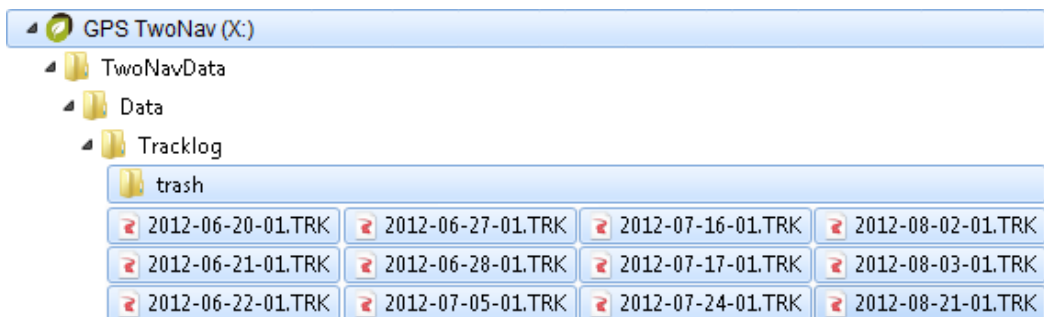 GPS TwoNav (X:)
TwoNavData
Data
Tracklog
trash
2012-06-20-01.TRK 2012-06-27-01.TRK 2012-07-16-01.TRK 2012-08-02-01.TRK
2012-06-21-01.TRK 2012-06-28-01.TRK 2012-07-17-01.TRK 2012-08-03-01.TRK
2012-06-22-01.TRK 2012-07-05-01.TRK 2012-07-24-01.TRK 2012-08-21-01.TRK